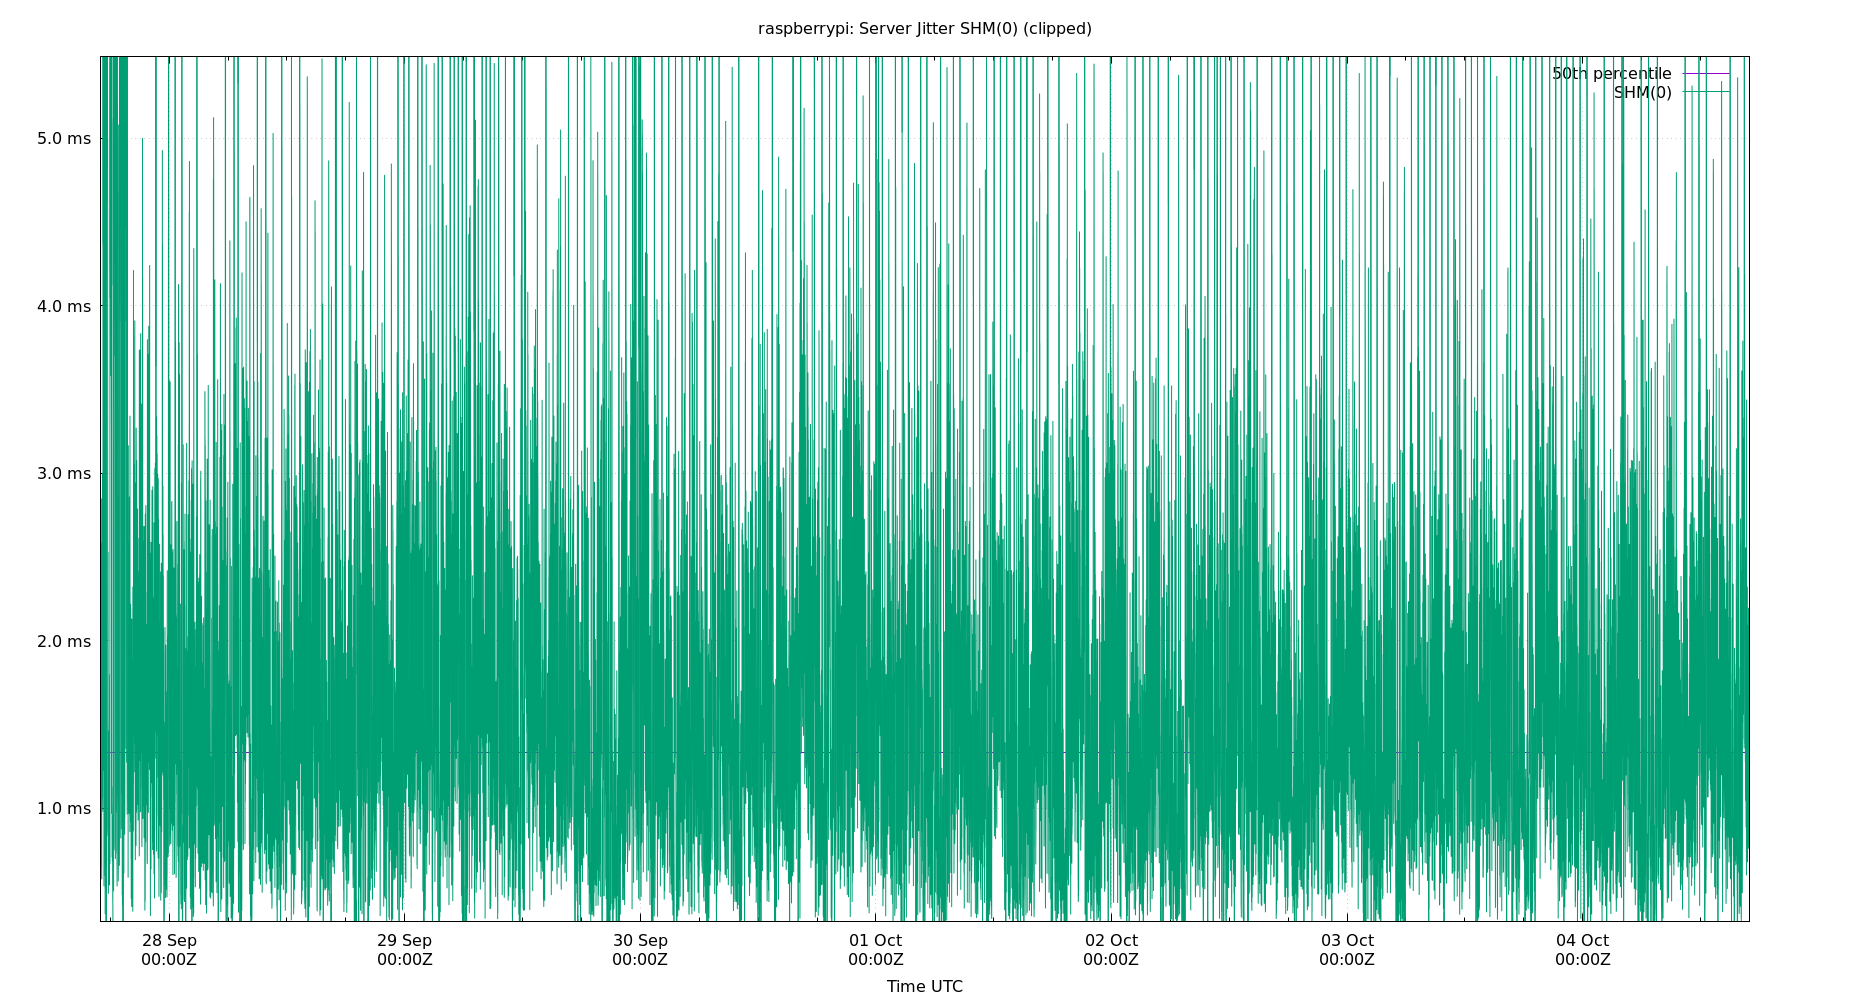 raspberrypi: Server Jitter SHM(0) (clipped)
50th percentile
SHM(0)
5.0 ms
4.0 ms
3.0 ms
2.0 ms
1.0 ms
28 Sep 29 Sep 30 Sep 01 Oct 02 Oct 03 Oct 04 Oct
00:00Z 00:00Z 00:00Z 00:00Z 00:00Z 00:00Z 00:00Z
Time UTC